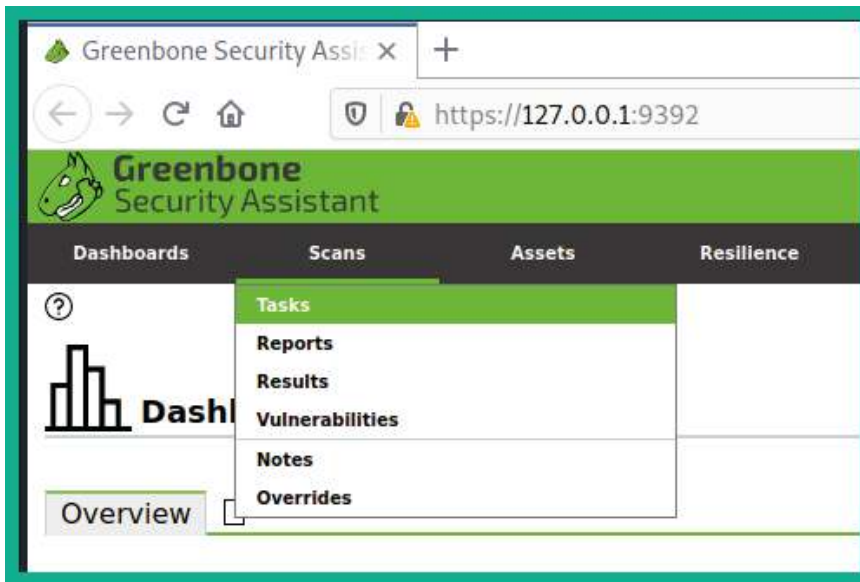 Greenbone Security Assis
https://127.0.0.1:9392
Greenbone
Security Assistant
Dashboards Scans Assets Resilience
Tasks
Reports
Results
Dashl
Vulnerabilities
Notes
Overrides
Overview